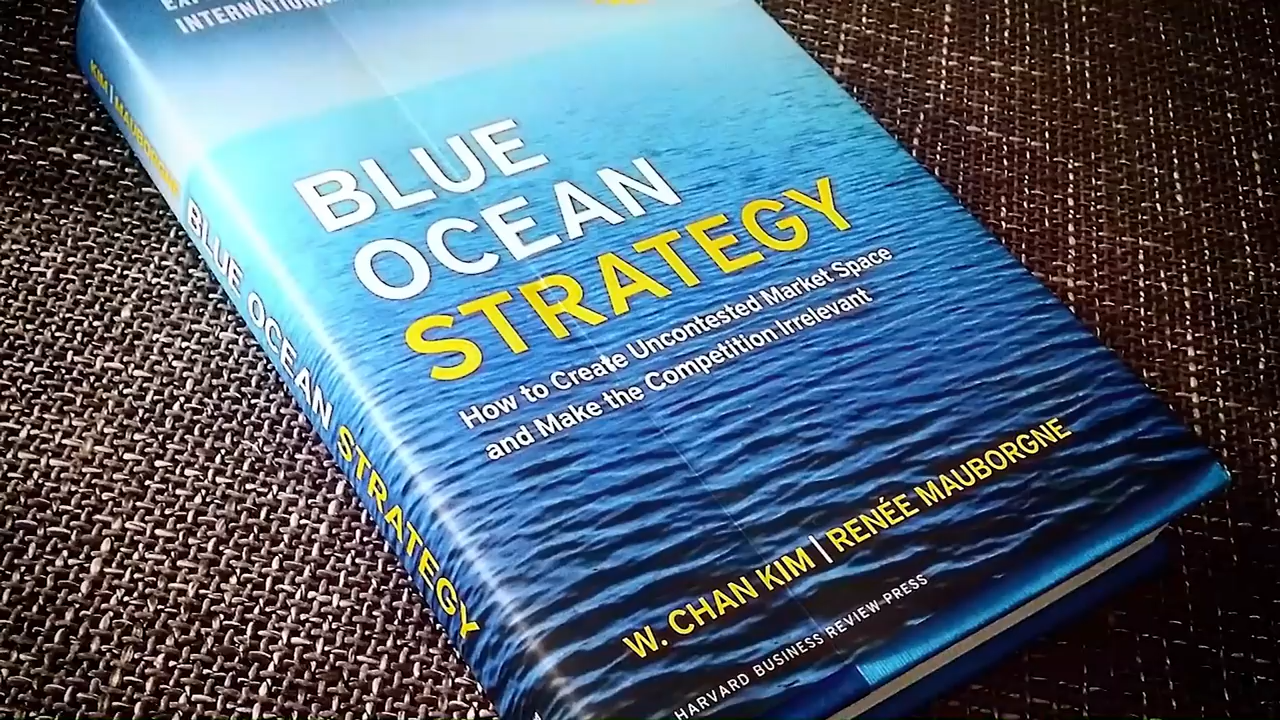 INTERNATIONAL
BLUE
OCEAN
STRATEGY
How to Create Uncontested Market Space
and Make the Competition Irrelevant
W. CHAN KIM | RENÉE MAUBORGNE
HARVARD BUSINESS REVIEW PRESS
KIM | MAUBORGNE BLUE OCEAN STRATEGY